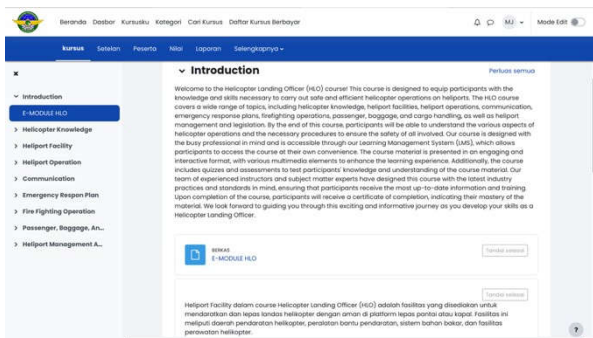 Beranda Dasbor Kursusku Kategori Cari Kursus Daftar Kursus Berbayar MJ Mode Edit
kursus Setelan Peserta Nilai Laporan Selengkapnya
Introduction
E-MODULE HLO
Helikopter Knowledge
Heliport Facility
Heliport Operation
Communication
Emergency Respon Plan
Fire Fighting Operation
Passenger, Baggage, An...
Heliport Management A...
Introduction
Perluas semua
Welcome to the Helicopter Landing Officer (HLO) course! This course is designed to equip participants with the
knowledge and skills necessary to carry out safe and efficient helicopter operations on heliports. The HLO course
covers a wide range of topics, including helicopter knowledge, heliport facilities, heliport operations, communication,
emergency response plans, firefighting operations, passenger, baggage, and cargo handling, as well as heliport
management and legislation. By the end of this course, participants will be able to understand the various aspects of
helicopter operations and the necessary procedures to ensure the safety of all involved. Our course is designed with
the busy professional in mind and is accessible through our Learning Management System (LMS), which allows
participants to access the course at their own convenience. The course material is presented in an engaging and
interactive format, with various multimedia elements to enhance the learning experience. Additionally, the course
includes quizzes and assessments to test participants' knowledge and understanding of the course material. Our
team of experienced instructors and subject matter experts have designed this course with the latest industry
practices and standards in mind, ensuring that participants receive the most up-to-date information and training.
Upon completion of the course, participants will receive a certificate of completion, indicating their mastery of the
material. We look forward to guiding you through this exciting and informative journey as you develop your skills as a
Helicopter Landing Officer.
BERKAS
E-MODULE HLO
Tandai selesai
Tandai selesai
Heliport Facility dalam course Helicopter Landing Officer (HLO) adalah fasilitas yang disediakan untuk
mendaratkan dan lepas landas helikopter dengan aman di platform lepas pantai atau kapal. Fasilitas ini
meliputi daerah pendaratan helikopter, peralatan bantu pendaratan, sistem bahan bakar, dan fasilitas
perawatan helikopter.
?